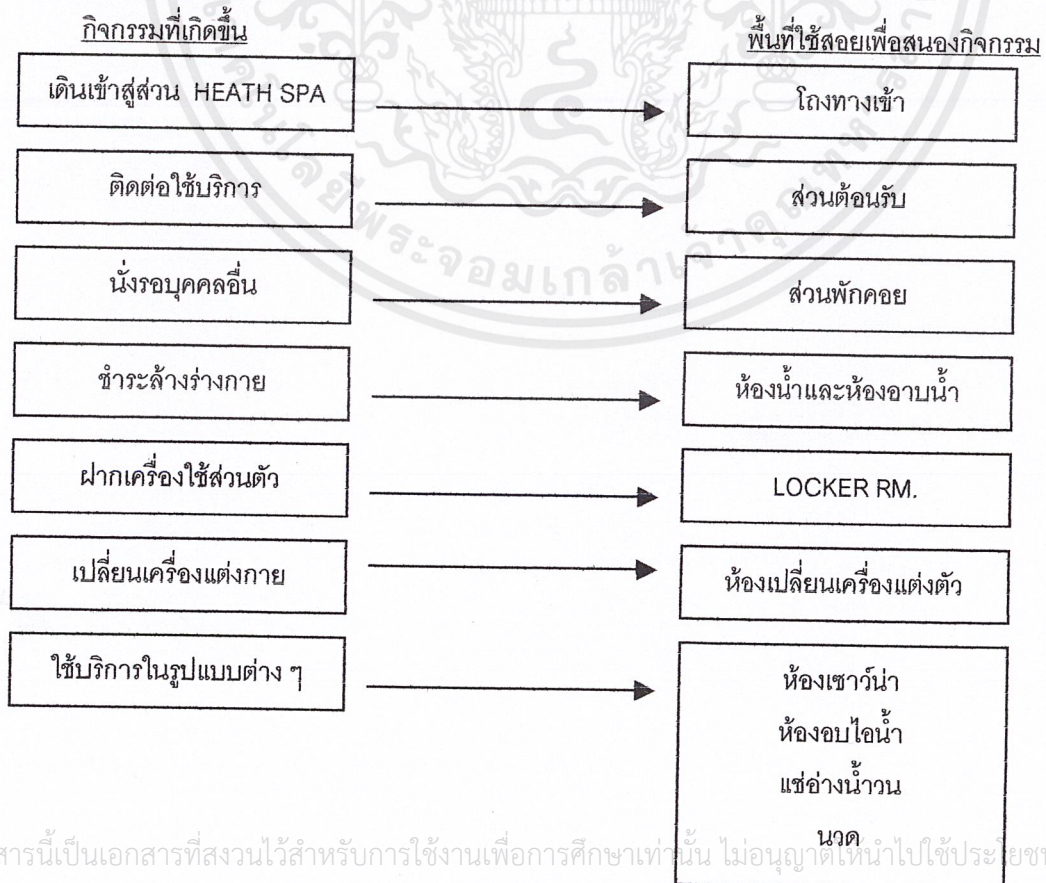 กิจกรรมที่เกิดขึ้น
พื้นที่ใช้สอยเพื่อสนองกิจกรรม
เดินเข้าสู่ส่วน HEATH SPA
โถงทางเข้า
ติดต่อใช้บริการ
ส่วนต้อนรับ
นั่งรอบุคคลอื่น
ส่วนพักคอย
ชำระล้างร่างกาย
ห้องน้ำและห้องอาบน้ำ
ฝากเครื่องใช้ส่วนตัว
LOCKER RM.
เปลี่ยนเครื่องแต่งกาย
ห้องเปลี่ยนเครื่องแต่งตัว
ใช้บริการในรูปแบบต่าง ๆ
ห้องเซาว์น่า
ห้องอบไอน้ำ
แช่อ่างน้ำวน
นวด
สารนี้เป็นเอกสารที่สงวนไว้สำหรับการใช้งานเพื่อการศึกษาเท่านั้น ไม่อนุญาตให้นำไปใช้ประโยชน